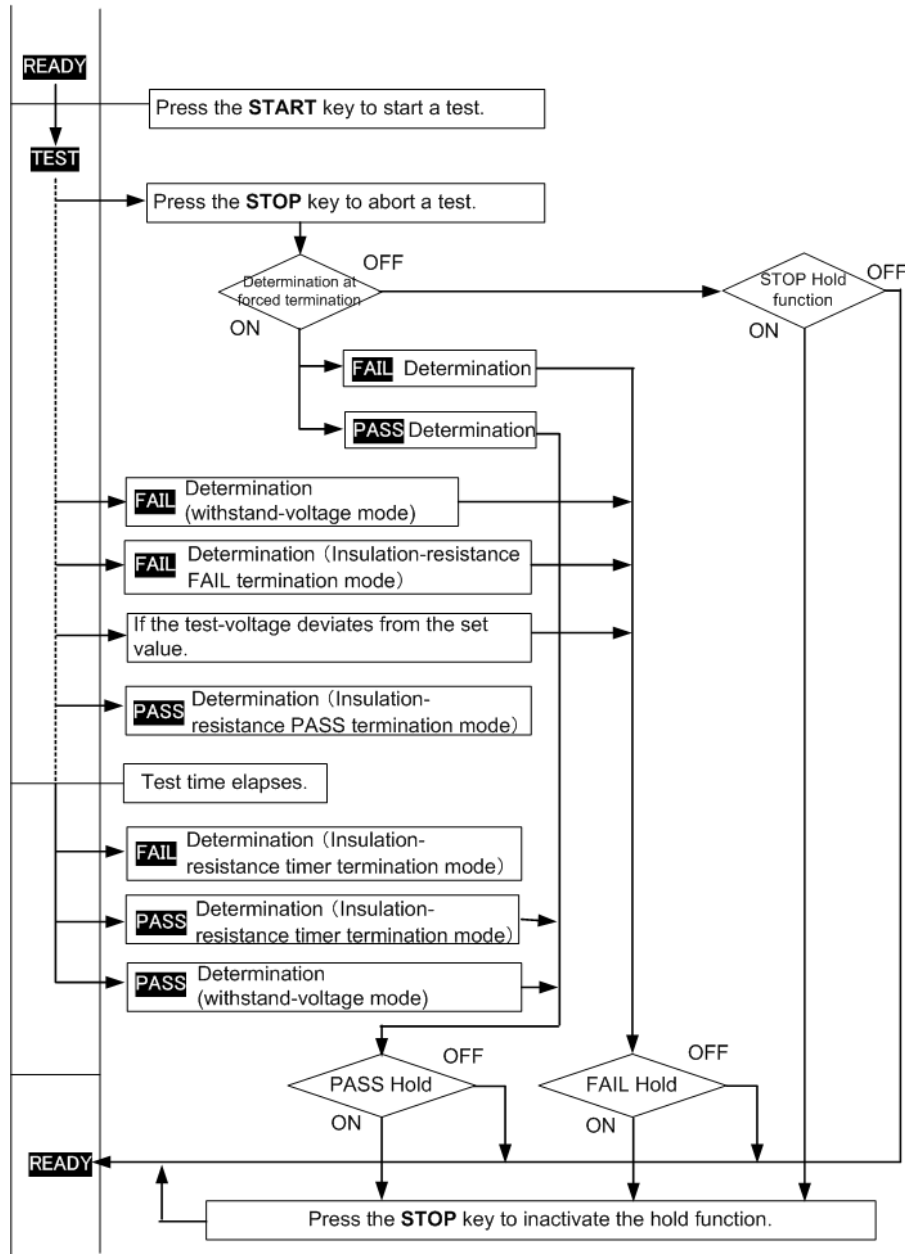 READY
Press the START key to start a test.
TEST
Press the STOP key to abort a test.
OFF
Determination at
forced termination
ON
STOP Hold
function
OFF
ON
FAIL Determination
PASS Determination
FAIL Determination
(withstand-voltage mode)
FAIL Determination（Insulation-resistance
FAIL termination mode）
If the test-voltage deviates from the set
value.
PASS Determination（Insulation-
resistance PASS termination mode）
Test time elapses.
FAIL Determination（Insulation-
resistance timer termination mode）
PASS Determination（Insulation-
resistance timer termination mode）
PASS Determination
(withstand-voltage mode)
OFF
PASS Hold
ON
OFF
FAIL Hold
ON
READY
Press the STOP key to inactivate the hold function.